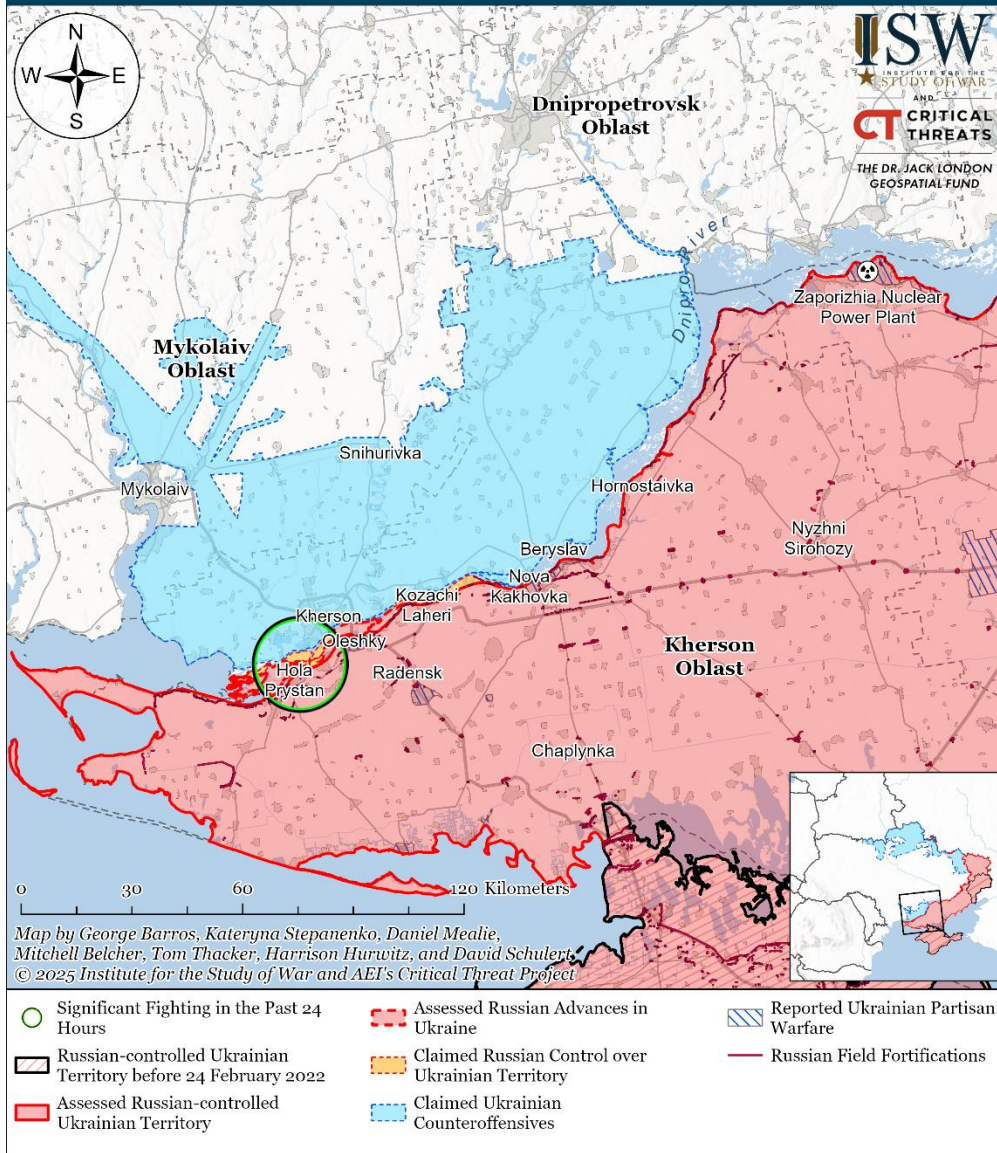 N
W
E
S
ISW
INSTITUTE FOR THE
STUDY OF WAR
AND
CT CRITICAL
THREATS
THE DR. JACK LONDON
GEOSPATIAL FUND
Dnipropetrovsk
Oblast
Dnipro River
Zaporizhia Nuclear
Power Plant
Mykolaiv
Oblast
Snihurivka
Mykolaiv
Hornostaivka
Nyzhni
Sirohozy
Beryslav
Nova
Kakhovka
Kozachi
Laheri
Kherson
Oleshky
Kherson
Oblast
Hola
Prystan
Radensk
Chaplynka
0 30 60 120 Kilometers
Map by George Barros, Kateryna Stepanenko, Daniel Mealie,
Mitchell Belcher, Tom Thacker, Harrison Hurwitz, and David Schulert
© 2025 Institute for the Study of War and AEI's Critical Threat Project
Significant Fighting in the Past 24
Hours
Russian-controlled Ukrainian
Territory before 24 February 2022
Assessed Russian-controlled
Ukrainian Territory
Assessed Russian Advances in
Ukraine
Claimed Russian Control over
Ukrainian Territory
Claimed Ukrainian
Counteroffensives
Reported Ukrainian Partisan
Warfare
Russian Field Fortifications